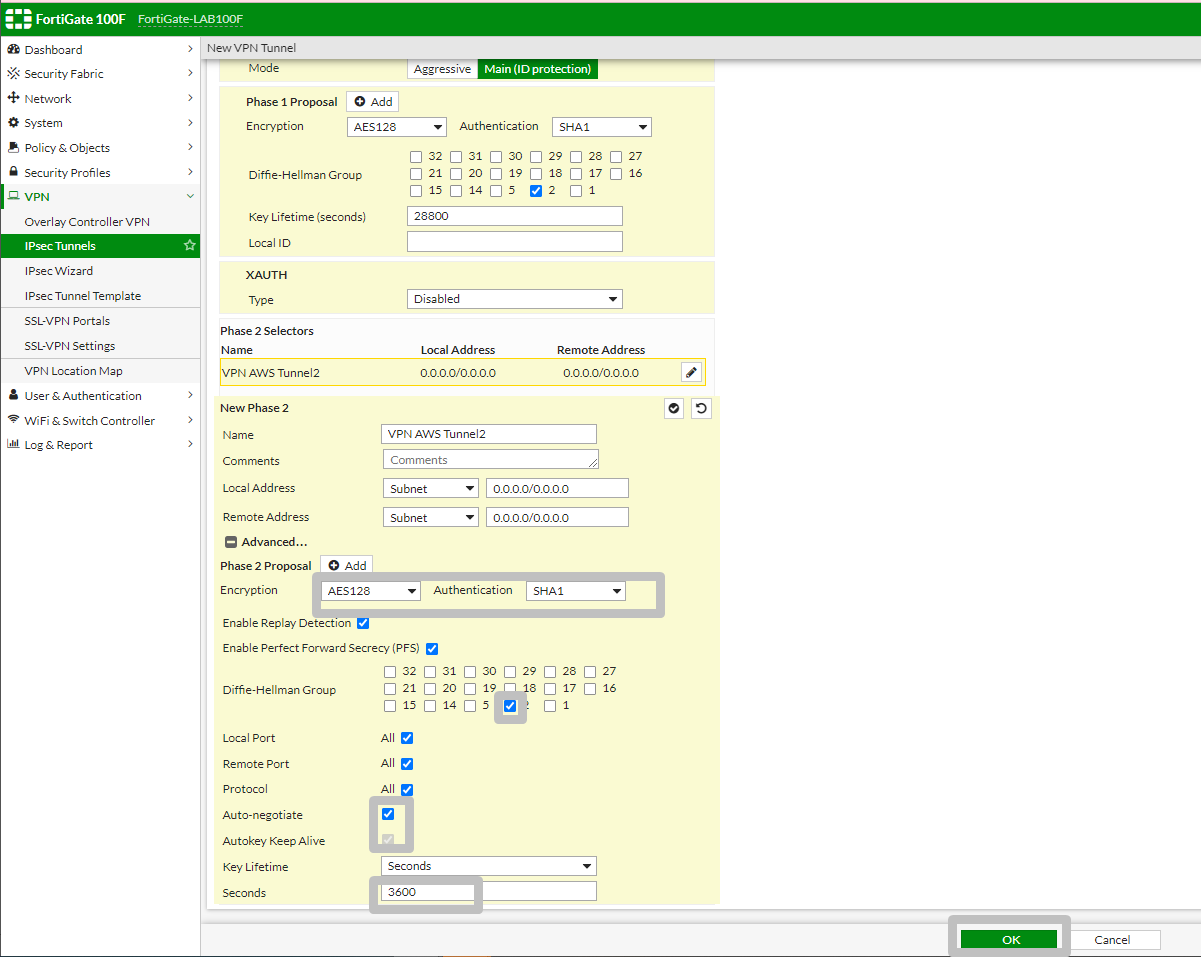 FortiGate 100F FortiGate-LAB100F
Dashboard
Security Fabric
Network
System
Policy & Objects
Security Profiles
VPN
Overlay Controller VPN
IPsec Tunnels
IPsec Wizard
IPsec Tunnel Template
SSL-VPN Portals
SSL-VPN Settings
VPN Location Map
User & Authentication
WiFi & Switch Controller
Log & Report
New VPN Tunnel
Mode Aggressive Main (ID protection)
Phase 1 Proposal Add
Encryption AES128 Authentication SHA1
32 31 30 29 28 27
Diffie-Hellman Group 21 20 19 18 17 16
15 14 5 2 1
Key Lifetime (seconds) 28800
Local ID
XAUTH
Type Disabled
Phase 2 Selectors
Name Local Address Remote Address
VPN AWS Tunnel2 0.0.0.0/0.0.0.0 0.0.0.0/0.0.0.0
New Phase 2
Name VPN AWS Tunnel2
Comments Comments
Local Address Subnet 0.0.0.0/0.0.0.0
Remote Address Subnet 0.0.0.0/0.0.0.0
Advanced...
Phase 2 Proposal Add
Encryption AES128 Authentication SHA1
Enable Replay Detection
Enable Perfect Forward Secrecy (PFS)
32 31 30 29 28 27
Diffie-Hellman Group 21 20 19 18 17 16
15 14 5 2 1
Local Port All
Remote Port All
Protocol All
Auto-negotiate
Autokey Keep Alive
Key Lifetime Seconds
Seconds 3600
OK Cancel